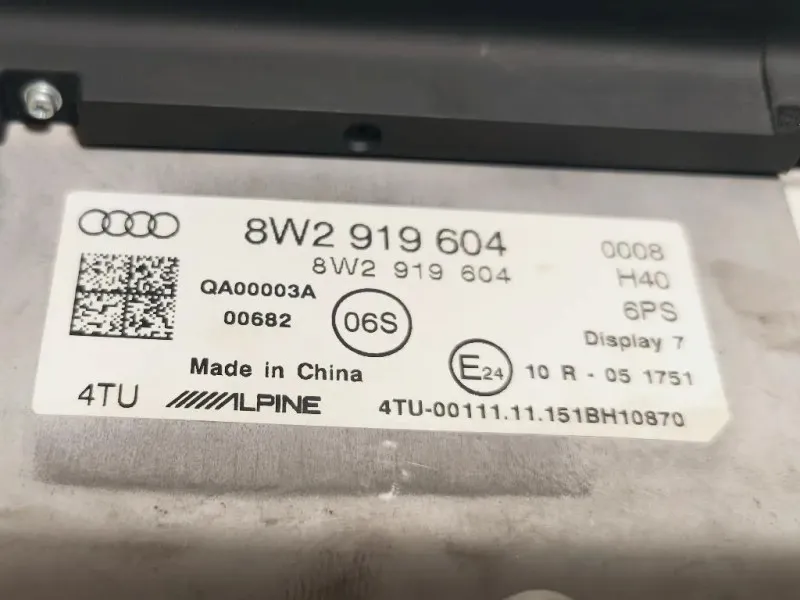 8W2 919 604
0008
8W2 919 604
H40
QA00003A
6PS
00682
06S
Display 7
Made in China
E24
10 R - 05 1751
4TU
ALPINE
4TU-00111.11.151BH10870